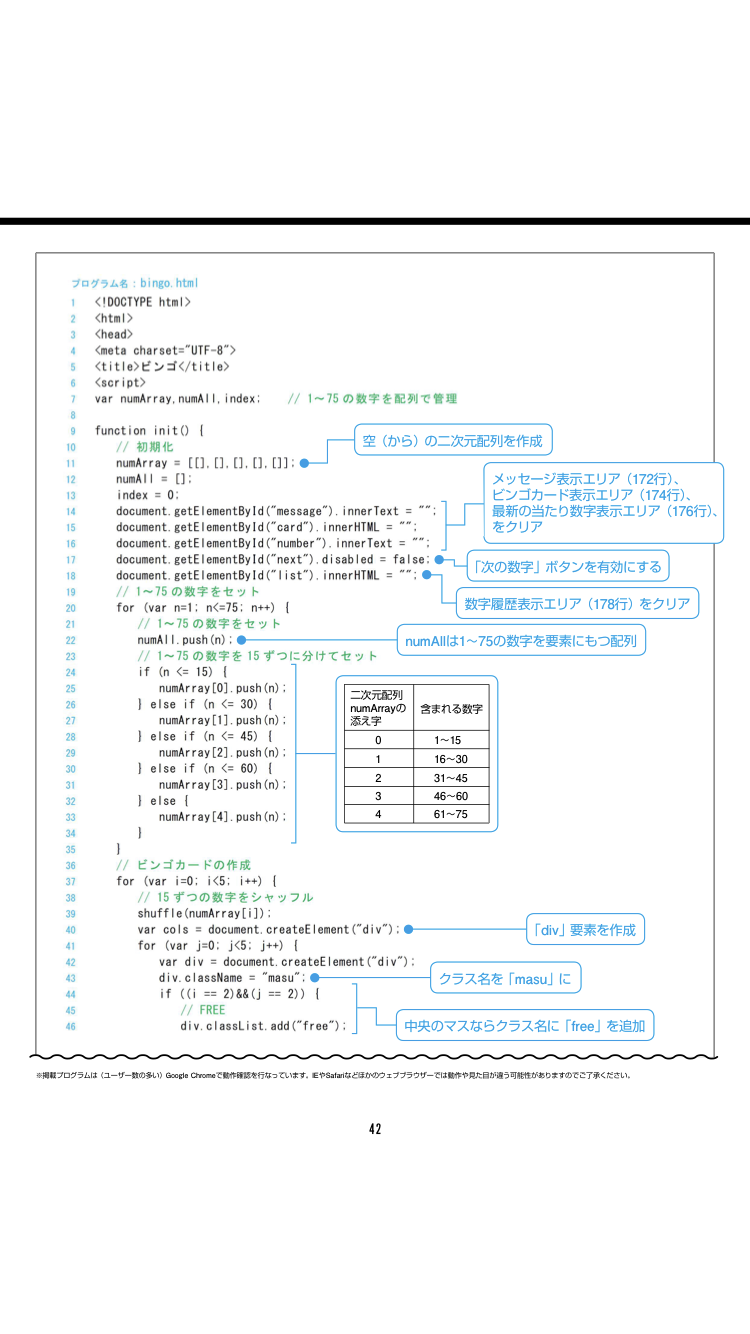 プログラム名：bingo.html
1 <!DOCTYPE html>
2 <html>
3 <head>
4 <meta charset="UTF-8">
5 <title>ビンゴ</title>
6 <script>
7 var numArray,numAll,index; // 1～75 の数字を配列で管理
8
9 function init() {
10 // 初期化
空（から）の二次元配列を作成
11 numArray = [[],[],[],[],[]];
12 numAll = [];
13 index = 0;
メッセージ表示エリア（172行）、
ビンゴカード表示エリア（174行）、
最新の当たり数字表示エリア（176行）、
をクリア
14 document.getElementById("message").innerText = "";
15 document.getElementById("card").innerHTML = "";
16 document.getElementById("number").innerText = "";
17 document.getElementById("next").disabled = false;
「次の数字」ボタンを有効にする
18 document.getElementById("list").innerHTML = "";
数字履歴表示エリア（178行）をクリア
19 // 1～75 の数字をセット
20 for (var n=1; n<=75; n++) {
21 // 1～75 の数字をセット
22 numAll.push(n);
numAllは1～75の数字を要素にもつ配列
23 // 1～75 の数字を 15 ずつに分けてセット
24 if (n <= 15) {
25 numArray[0].push(n);
26 } else if (n <= 30) {
27 numArray[1].push(n);
28 } else if (n <= 45) {
29 numArray[2].push(n);
30 } else if (n <= 60) {
31 numArray[3].push(n);
32 } else {
33 numArray[4].push(n);
34 }
35 }
二次元配列
numArrayの
添え字
含まれる数字
0 1～15
1 16～30
2 31～45
3 46～60
4 61～75
36 // ビンゴカードの作成
37 for (var i=0; i<5; i++) {
38 // 15 ずつの数字をシャッフル
39 shuffle(numArray[i]);
40 var cols = document.createElement("div");
「div」要素を作成
41 for (var j=0; j<5; j++) {
42 var div = document.createElement("div");
43 div.className = "masu";
クラス名を「masu」に
44 if ((i == 2)&&(j == 2)) {
45 // FREE
46 div.classList.add("free");
中央のマスならクラス名に「free」を追加
※掲載プログラムは（ユーザー数の多い）Google Chromeで動作確認を行なっています。IEやSafariなどほかのウェブブラウザーでは動作や見た目が違う可能性がありますのでご了承ください。
42